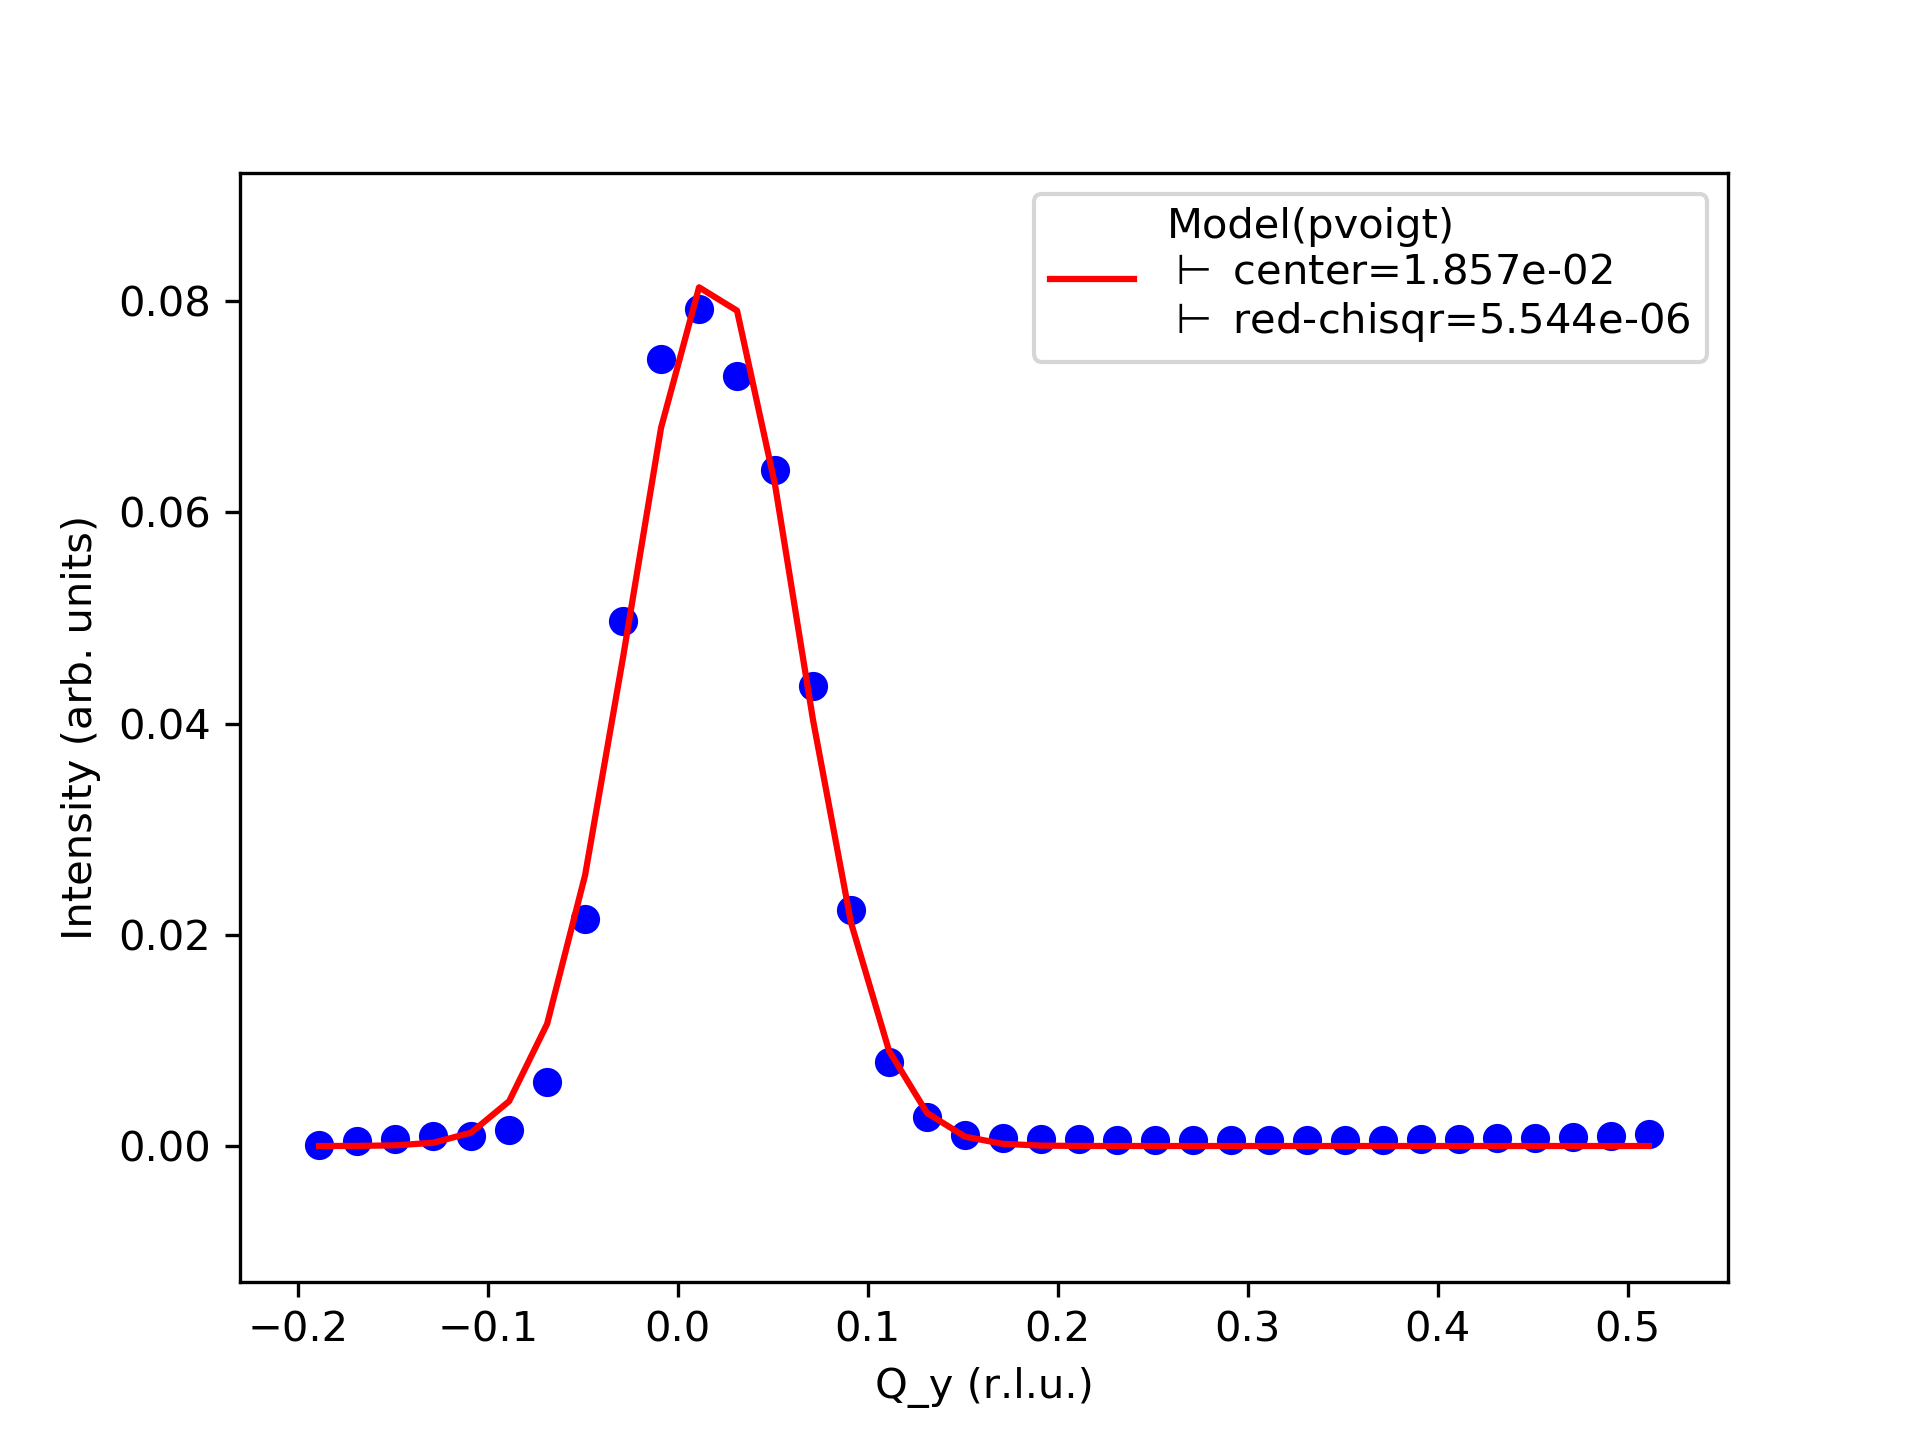 Model(pvoigt)
⊢ center=1.857e-02
⊢ red-chisqr=5.544e-06
Intensity (arb. units)
0.08
0.06
0.04
0.02
0.00
−0.2 −0.1 0.0 0.1 0.2 0.3 0.4 0.5
Q_y (r.l.u.)